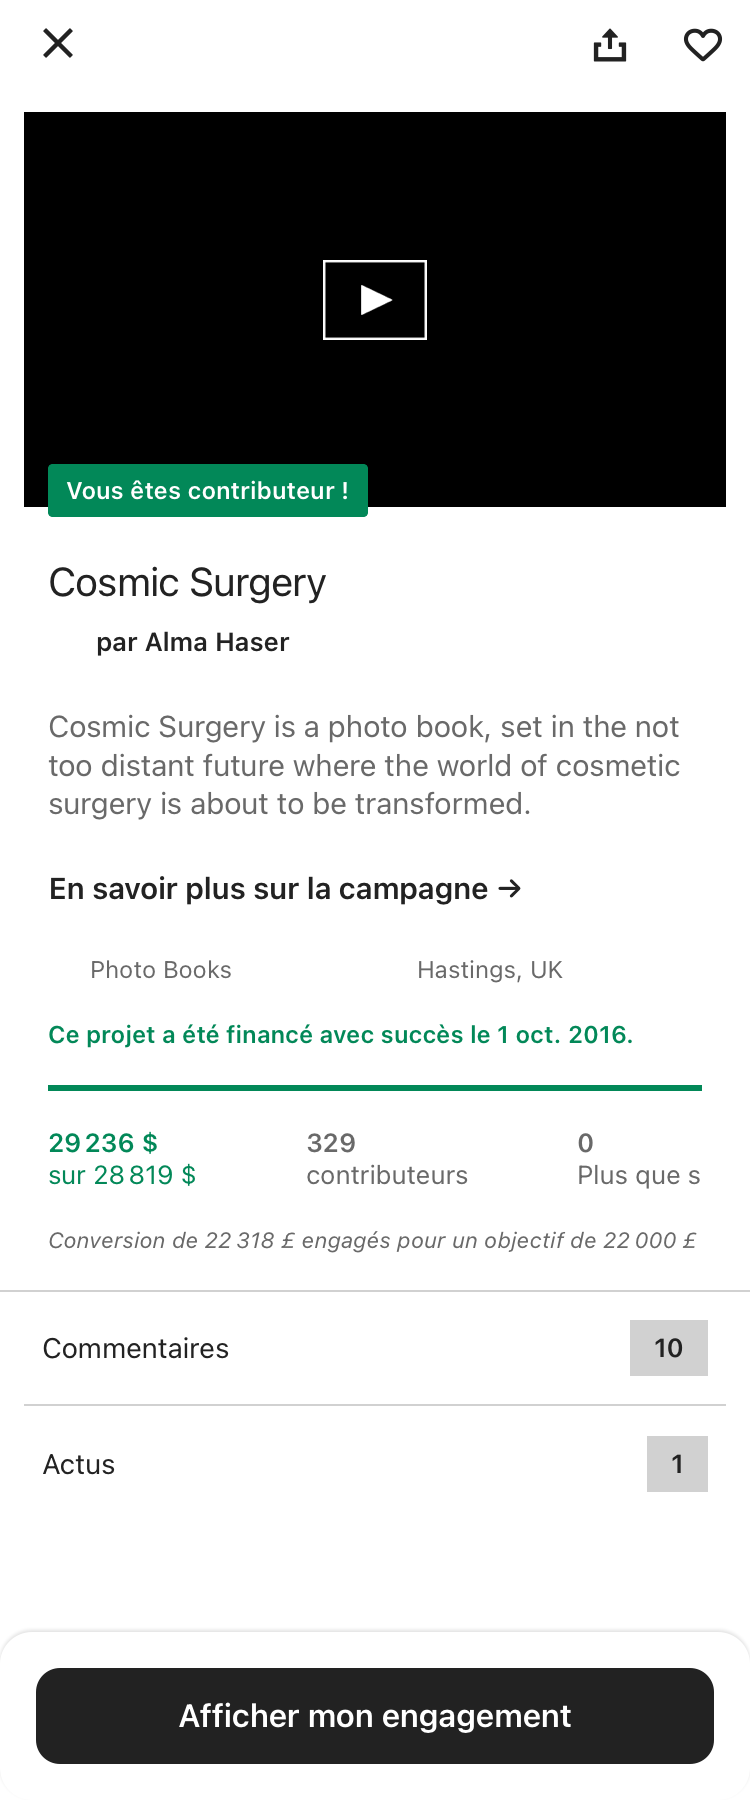 Vous êtes contributeur !
Cosmic Surgery
par Alma Haser
Cosmic Surgery is a photo book, set in the not
too distant future where the world of cosmetic
surgery is about to be transformed.
En savoir plus sur la campagne →
Photo Books
Hastings, UK
Ce projet a été financé avec succès le 1 oct. 2016.
29 236 $
sur 28 819 $
329
contributeurs
0
Plus que s
Conversion de 22 318 £ engagés pour un objectif de 22 000 £
Commentaires
10
Actus
1
Afficher mon engagement